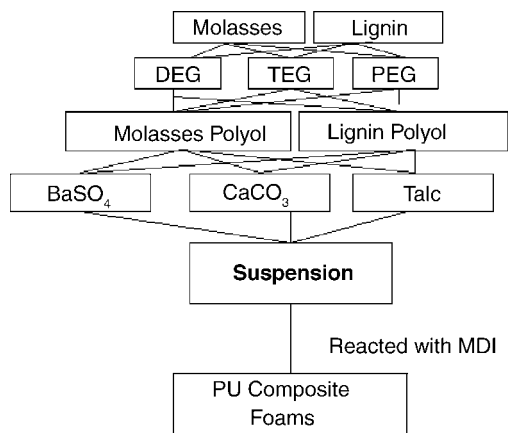 Molasses Lignin
DEG TEG PEG
Molasses Polyol Lignin Polyol
BaSO₄ CaCO₃ Talc
Suspension
Reacted with MDI
PU Composite
Foams